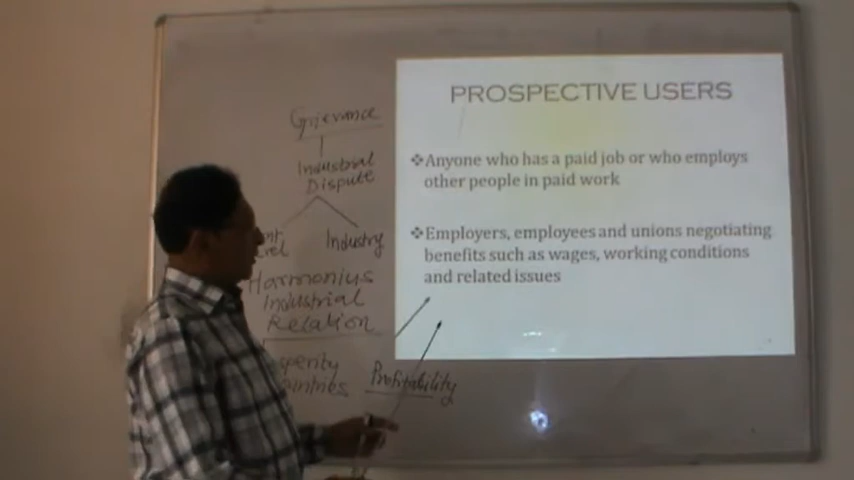 Grievance
Industrial
Dispute
Industry
Harmonius
Industrial
Relation
Profitability
PROSPECTIVE USERS
❖Anyone who has a paid job or who employs
other people in paid work
❖Employers, employees and unions negotiating
benefits such as wages, working conditions
and related issues